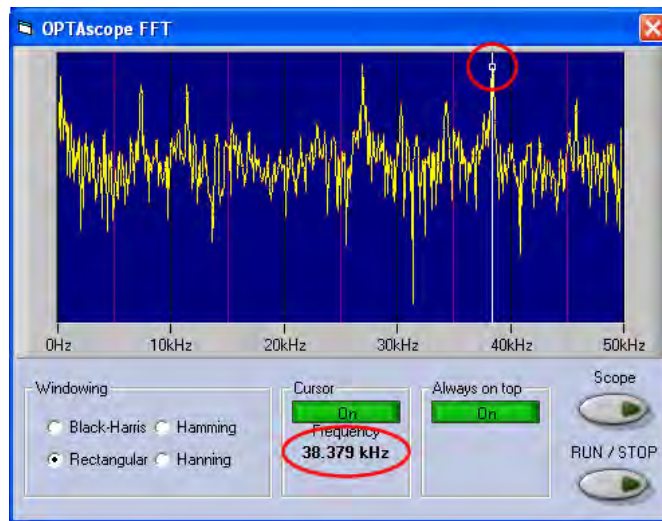 OPTAscope FFT
0Hz 10kHz 20kHz 30kHz 40kHz 50kHz
Windowing
Black-Harris Hamming
Rectangular Hanning
Cursor
On
Frequency
38.379 kHz
Always on top
On
Scope
RUN / STOP